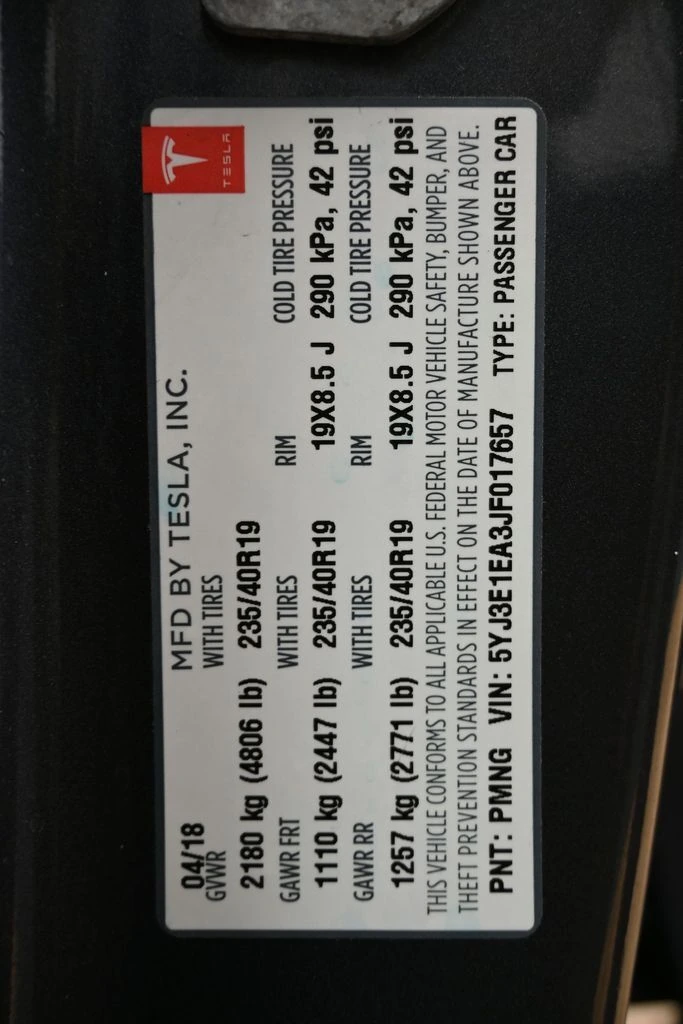 TESLA
MFD BY TESLA, INC.
04/18
GVWR WITH TIRES
2180 kg (4806 lb) 235/40R19
GAWR FRT WITH TIRES RIM COLD TIRE PRESSURE
1110 kg (2447 lb) 235/40R19 19X8.5 J 290 kPa, 42 psi
GAWR RR WITH TIRES RIM COLD TIRE PRESSURE
1257 kg (2771 lb) 235/40R19 19X8.5 J 290 kPa, 42 psi
THIS VEHICLE CONFORMS TO ALL APPLICABLE U.S. FEDERAL MOTOR VEHICLE SAFETY, BUMPER, AND
THEFT PREVENTION STANDARDS IN EFFECT ON THE DATE OF MANUFACTURE SHOWN ABOVE.
PNT: PMNG VIN: 5YJ3E1EA3JF017657 TYPE: PASSENGER CAR